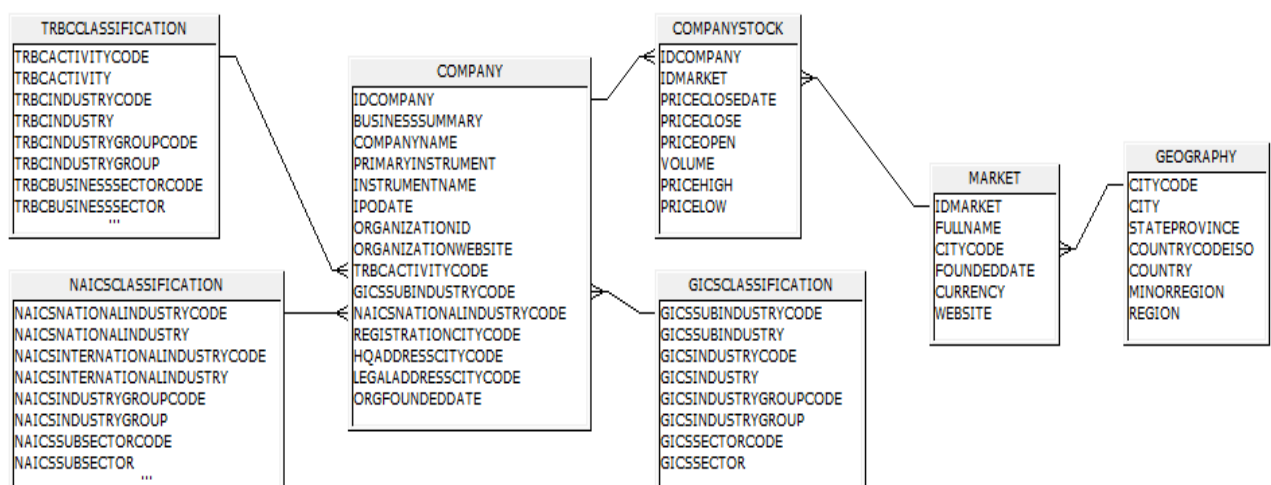 TRBCCLASSIFICATION
TRBCACTIVITYCODE
TRBCACTIVITY
TRBCINDUSTRYCODE
TRBCINDUSTRY
TRBCINDUSTRYGROUPCODE
TRBCINDUSTRYGROUP
TRBCBUSINESSSECTORCODE
TRBCBUSINESSSECTOR
...
NAICSCLASSIFICATION
NAICSNATIONALINDUSTRYCODE
NAICSNATIONALINDUSTRY
NAICSINTERNATIONALINDUSTRYCODE
NAICSINTERNATIONALINDUSTRY
NAICSINDUSTRYGROUPCODE
NAICSINDUSTRYGROUP
NAICSSUBSECTORCODE
NAICSSUBSECTOR
...
COMPANY
IDCOMPANY
BUSINESSSUMMARY
COMPANYNAME
PRIMARYINSTRUMENT
INSTRUMENTNAME
IPODATE
ORGANIZATIONID
ORGANIZATIONWEBSITE
TRBCACTIVITYCODE
GICSSUBINDUSTRYCODE
NAICSNATIONALINDUSTRYCODE
REGISTRATIONCITYCODE
HQADDRESSCITYCODE
LEGALADDRESSCITYCODE
ORGFOUNDEDDATE
COMPANYSTOCK
IDCOMPANY
IDMARKET
PRICECLOSEDATE
PRICECLOSE
PRICEOPEN
VOLUME
PRICEHIGH
PRICELOW
GICSCLASSIFICATION
GICSSUBINDUSTRYCODE
GICSSUBINDUSTRY
GICSINDUSTRYCODE
GICSINDUSTRY
GICSINDUSTRYGROUPCODE
GICSINDUSTRYGROUP
GICSSECTORCODE
GICSSECTOR
MARKET
IDMARKET
FULLNAME
CITYCODE
FOUNDEDDATE
CURRENCY
WEBSITE
GEOGRAPHY
CITYCODE
CITY
STATEPROVINCE
COUNTRYCODEISO
COUNTRY
MINORREGION
REGION